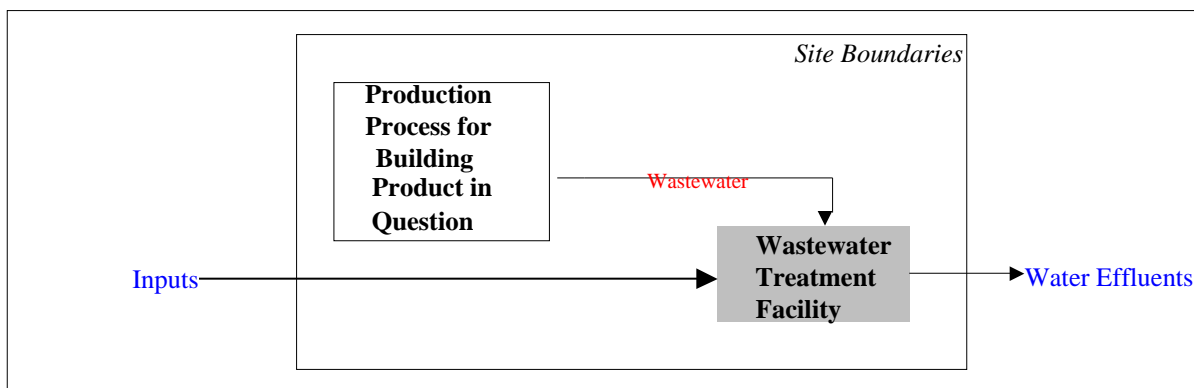 Site Boundaries
Production
Process for
Building
Product in
Question
Wastewater
Wastewater
Treatment
Facility
Inputs
Water Effluents